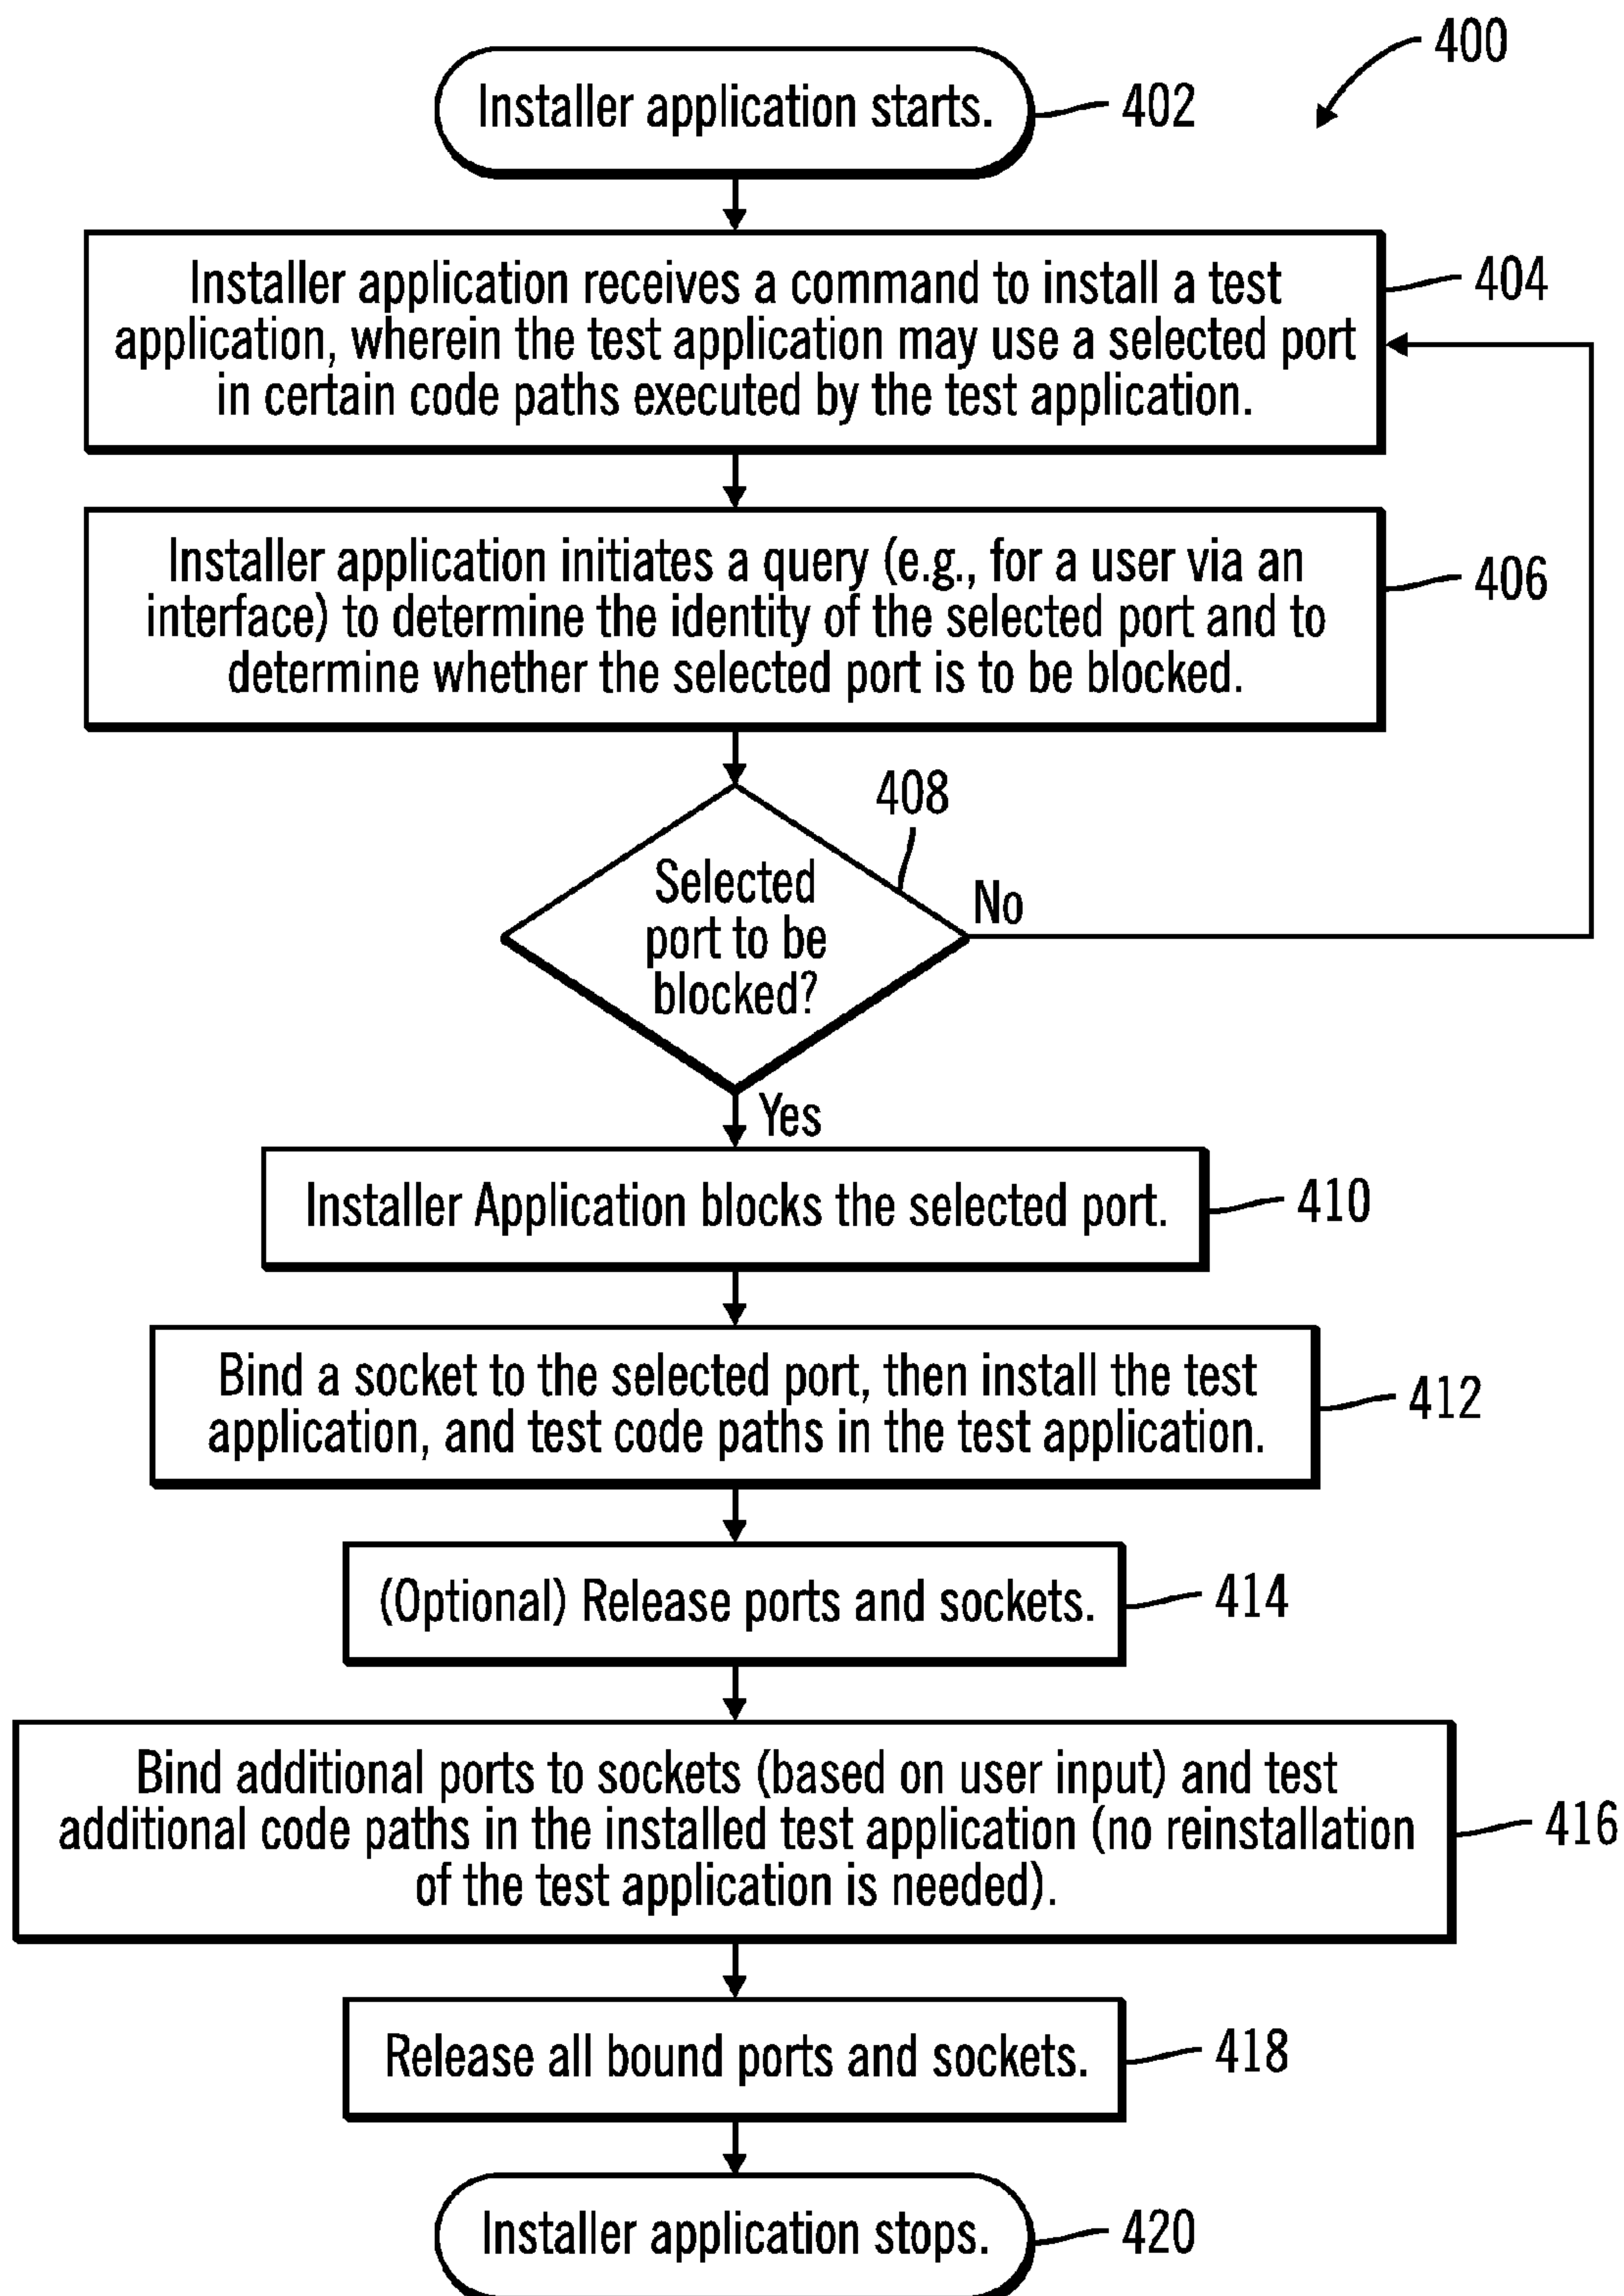 400
Installer application starts.
402
Installer application receives a command to install a test
application, wherein the test application may use a selected port
in certain code paths executed by the test application.
404
Installer application initiates a query (e.g., for a user via an
interface) to determine the identity of the selected port and to
determine whether the selected port is to be blocked.
406
408
Selected
port to be
blocked?
No
Yes
Installer Application blocks the selected port.
410
Bind a socket to the selected port, then install the test
application, and test code paths in the test application.
412
(Optional) Release ports and sockets.
414
Bind additional ports to sockets (based on user input) and test
additional code paths in the installed test application (no reinstallation
of the test application is needed).
416
Release all bound ports and sockets.
418
Installer application stops.
420